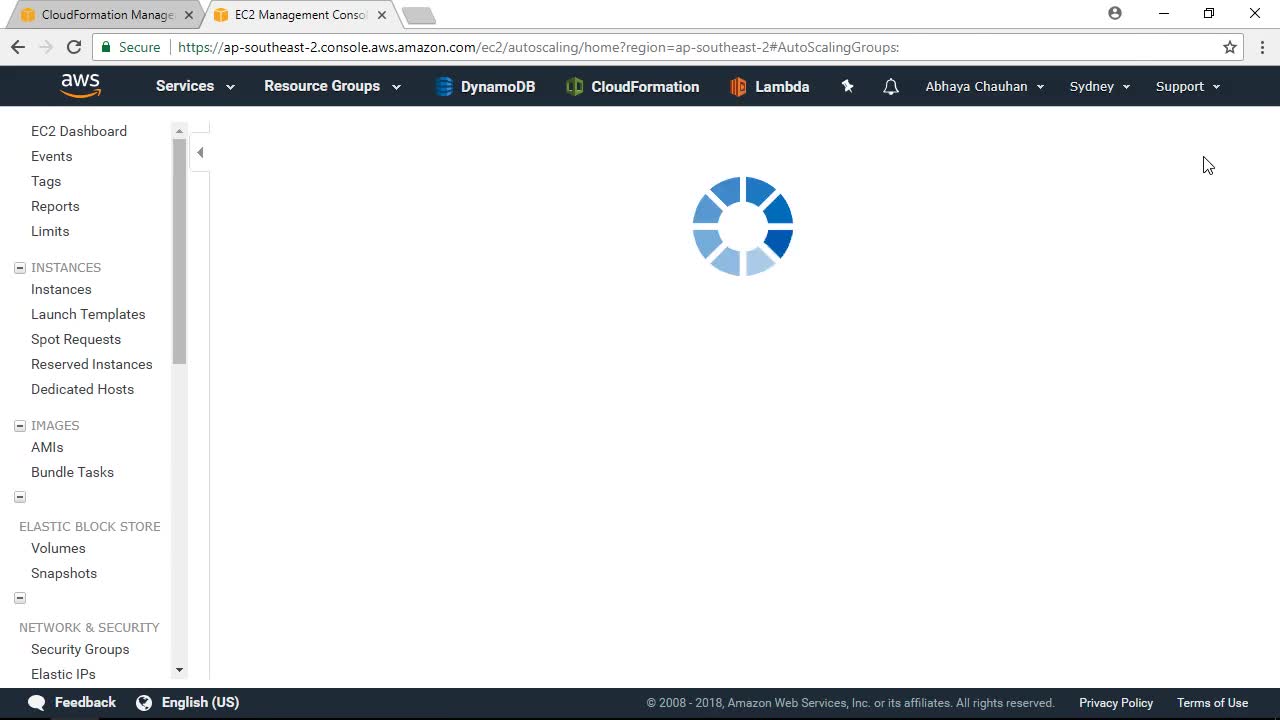 CloudFormation Manage
EC2 Management Conso
Secure
https://ap-southeast-2.console.aws.amazon.com/ec2/autoscaling/home?region=ap-southeast-2#AutoScalingGroups:
aws
Services
Resource Groups
DynamoDB
CloudFormation
Lambda
Abhaya Chauhan
Sydney
Support
EC2 Dashboard
Events
Tags
Reports
Limits
INSTANCES
Instances
Launch Templates
Spot Requests
Reserved Instances
Dedicated Hosts
IMAGES
AMIs
Bundle Tasks
ELASTIC BLOCK STORE
Volumes
Snapshots
NETWORK & SECURITY
Security Groups
Elastic IPs
Feedback
English (US)
© 2008 - 2018, Amazon Web Services, Inc. or its affiliates. All rights reserved.
Privacy Policy
Terms of Use